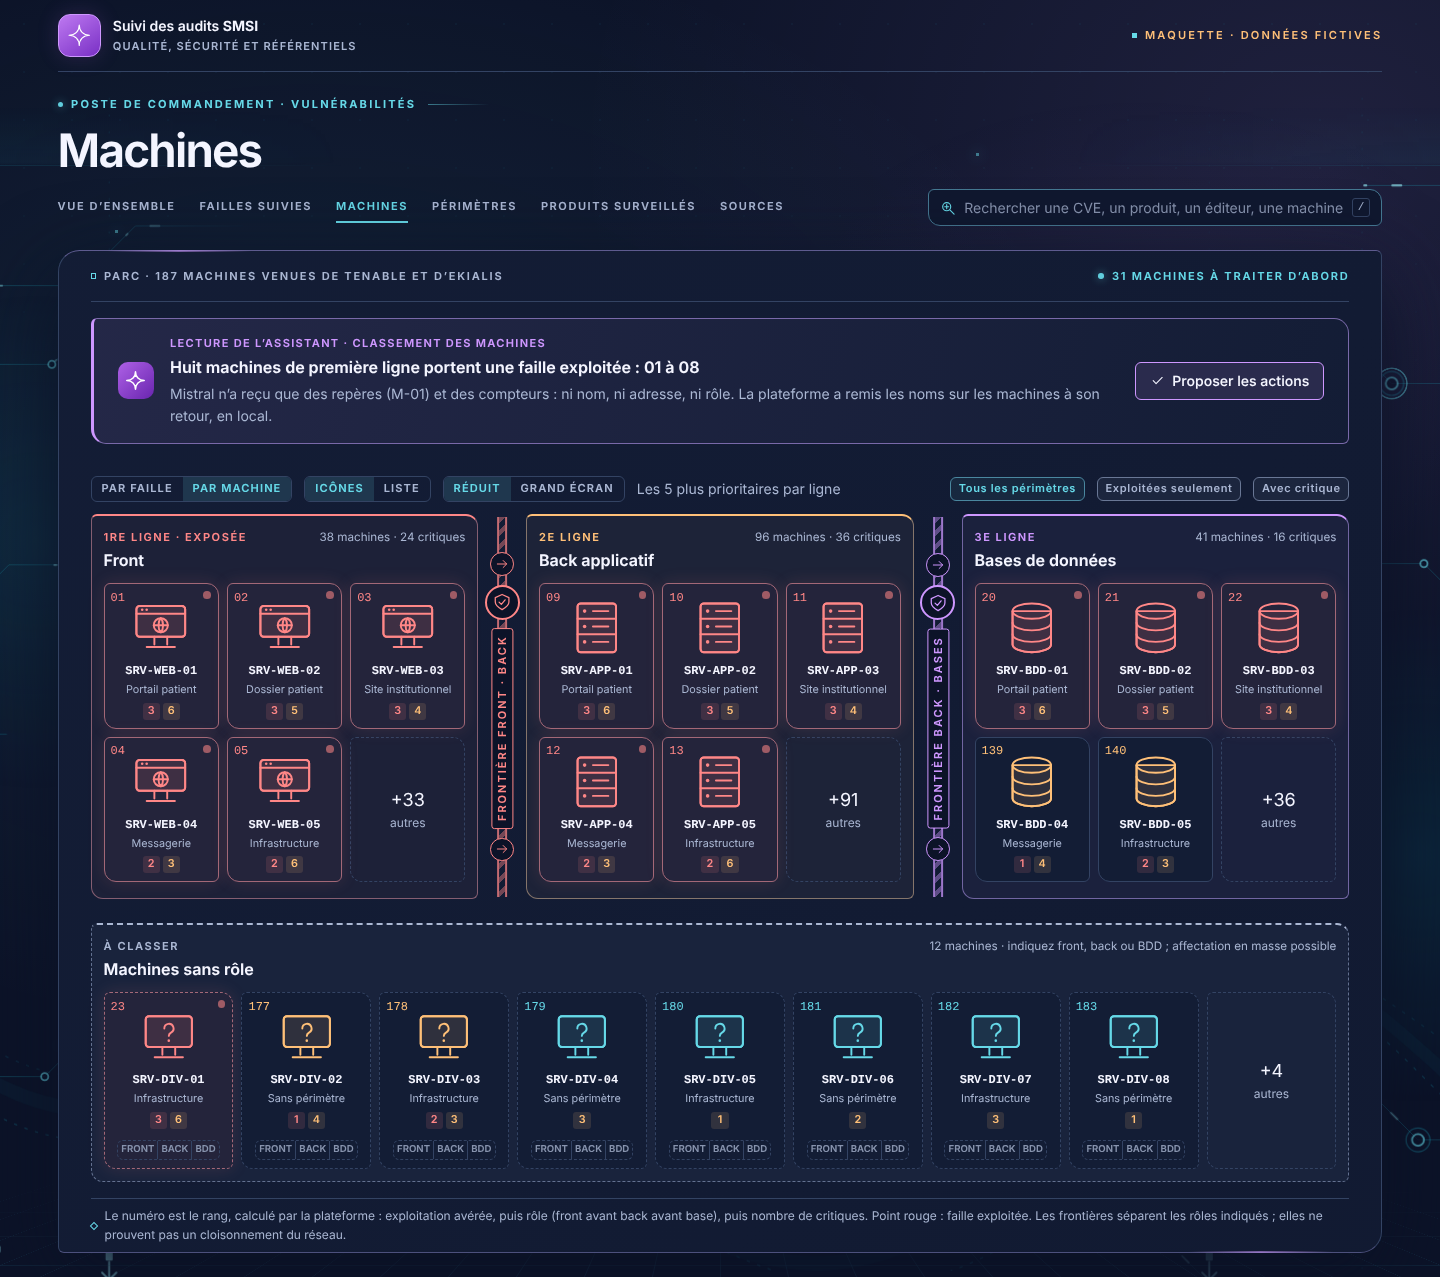 Suivi des audits SMSI
QUALITÉ, SÉCURITÉ ET RÉFÉRENTIELS
MAQUETTE · DONNÉES FICTIVES
POSTE DE COMMANDEMENT · VULNÉRABILITÉS
Machines
VUE D’ENSEMBLE FAILLES SUIVIES MACHINES PÉRIMÈTRES PRODUITS SURVEILLÉS SOURCES
Rechercher une CVE, un produit, un éditeur, une machine /
PARC · 187 MACHINES VENUES DE TENABLE ET D’EKIALIS
31 MACHINES À TRAITER D’ABORD
LECTURE DE L’ASSISTANT · CLASSEMENT DES MACHINES
Huit machines de première ligne portent une faille exploitée : 01 à 08
Mistral n’a reçu que des repères (M-01) et des compteurs : ni nom, ni adresse, ni rôle. La plateforme a remis les noms sur les machines à son
retour, en local.
Proposer les actions
PAR FAILLE PAR MACHINE ICÔNES LISTE RÉDUIT GRAND ÉCRAN Les 5 plus prioritaires par ligne
Tous les périmètres Exploitées seulement Avec critique
1RE LIGNE · EXPOSÉE 38 machines · 24 critiques
Front
01 02 03
SRV-WEB-01 SRV-WEB-02 SRV-WEB-03
Portail patient Dossier patient Site institutionnel
3 6 3 5 3 4
04 05
SRV-WEB-04 SRV-WEB-05
Messagerie Infrastructure
2 3 2 6
+33
autres
FRONTIÈRE FRONT · BACK
2E LIGNE 96 machines · 36 critiques
Back applicatif
09 10 11
SRV-APP-01 SRV-APP-02 SRV-APP-03
Portail patient Dossier patient Site institutionnel
3 6 3 5 3 4
12 13
SRV-APP-04 SRV-APP-05
Messagerie Infrastructure
2 3 2 6
+91
autres
FRONTIÈRE BACK · BASES
3E LIGNE 41 machines · 16 critiques
Bases de données
20 21 22
SRV-BDD-01 SRV-BDD-02 SRV-BDD-03
Portail patient Dossier patient Site institutionnel
3 6 3 5 3 4
139 140
SRV-BDD-04 SRV-BDD-05
Messagerie Infrastructure
1 4 2 3
+36
autres
À CLASSER 12 machines · indiquez front, back ou BDD ; affectation en masse possible
Machines sans rôle
23 177 178 179 180 181 182 183
? ? ? ? ? ? ? ?
SRV-DIV-01 SRV-DIV-02 SRV-DIV-03 SRV-DIV-04 SRV-DIV-05 SRV-DIV-06 SRV-DIV-07 SRV-DIV-08
Infrastructure Sans périmètre Infrastructure Sans périmètre Infrastructure Sans périmètre Infrastructure Sans périmètre
3 6 1 4 2 3 3 1 2 3 1
FRONT BACK BDD FRONT BACK BDD FRONT BACK BDD FRONT BACK BDD FRONT BACK BDD FRONT BACK BDD FRONT BACK BDD FRONT BACK BDD
+4
autres
Le numéro est le rang, calculé par la plateforme : exploitation avérée, puis rôle (front avant back avant base), puis nombre de critiques. Point rouge : faille exploitée. Les frontières séparent les rôles indiqués ; elles ne
prouvent pas un cloisonnement du réseau.